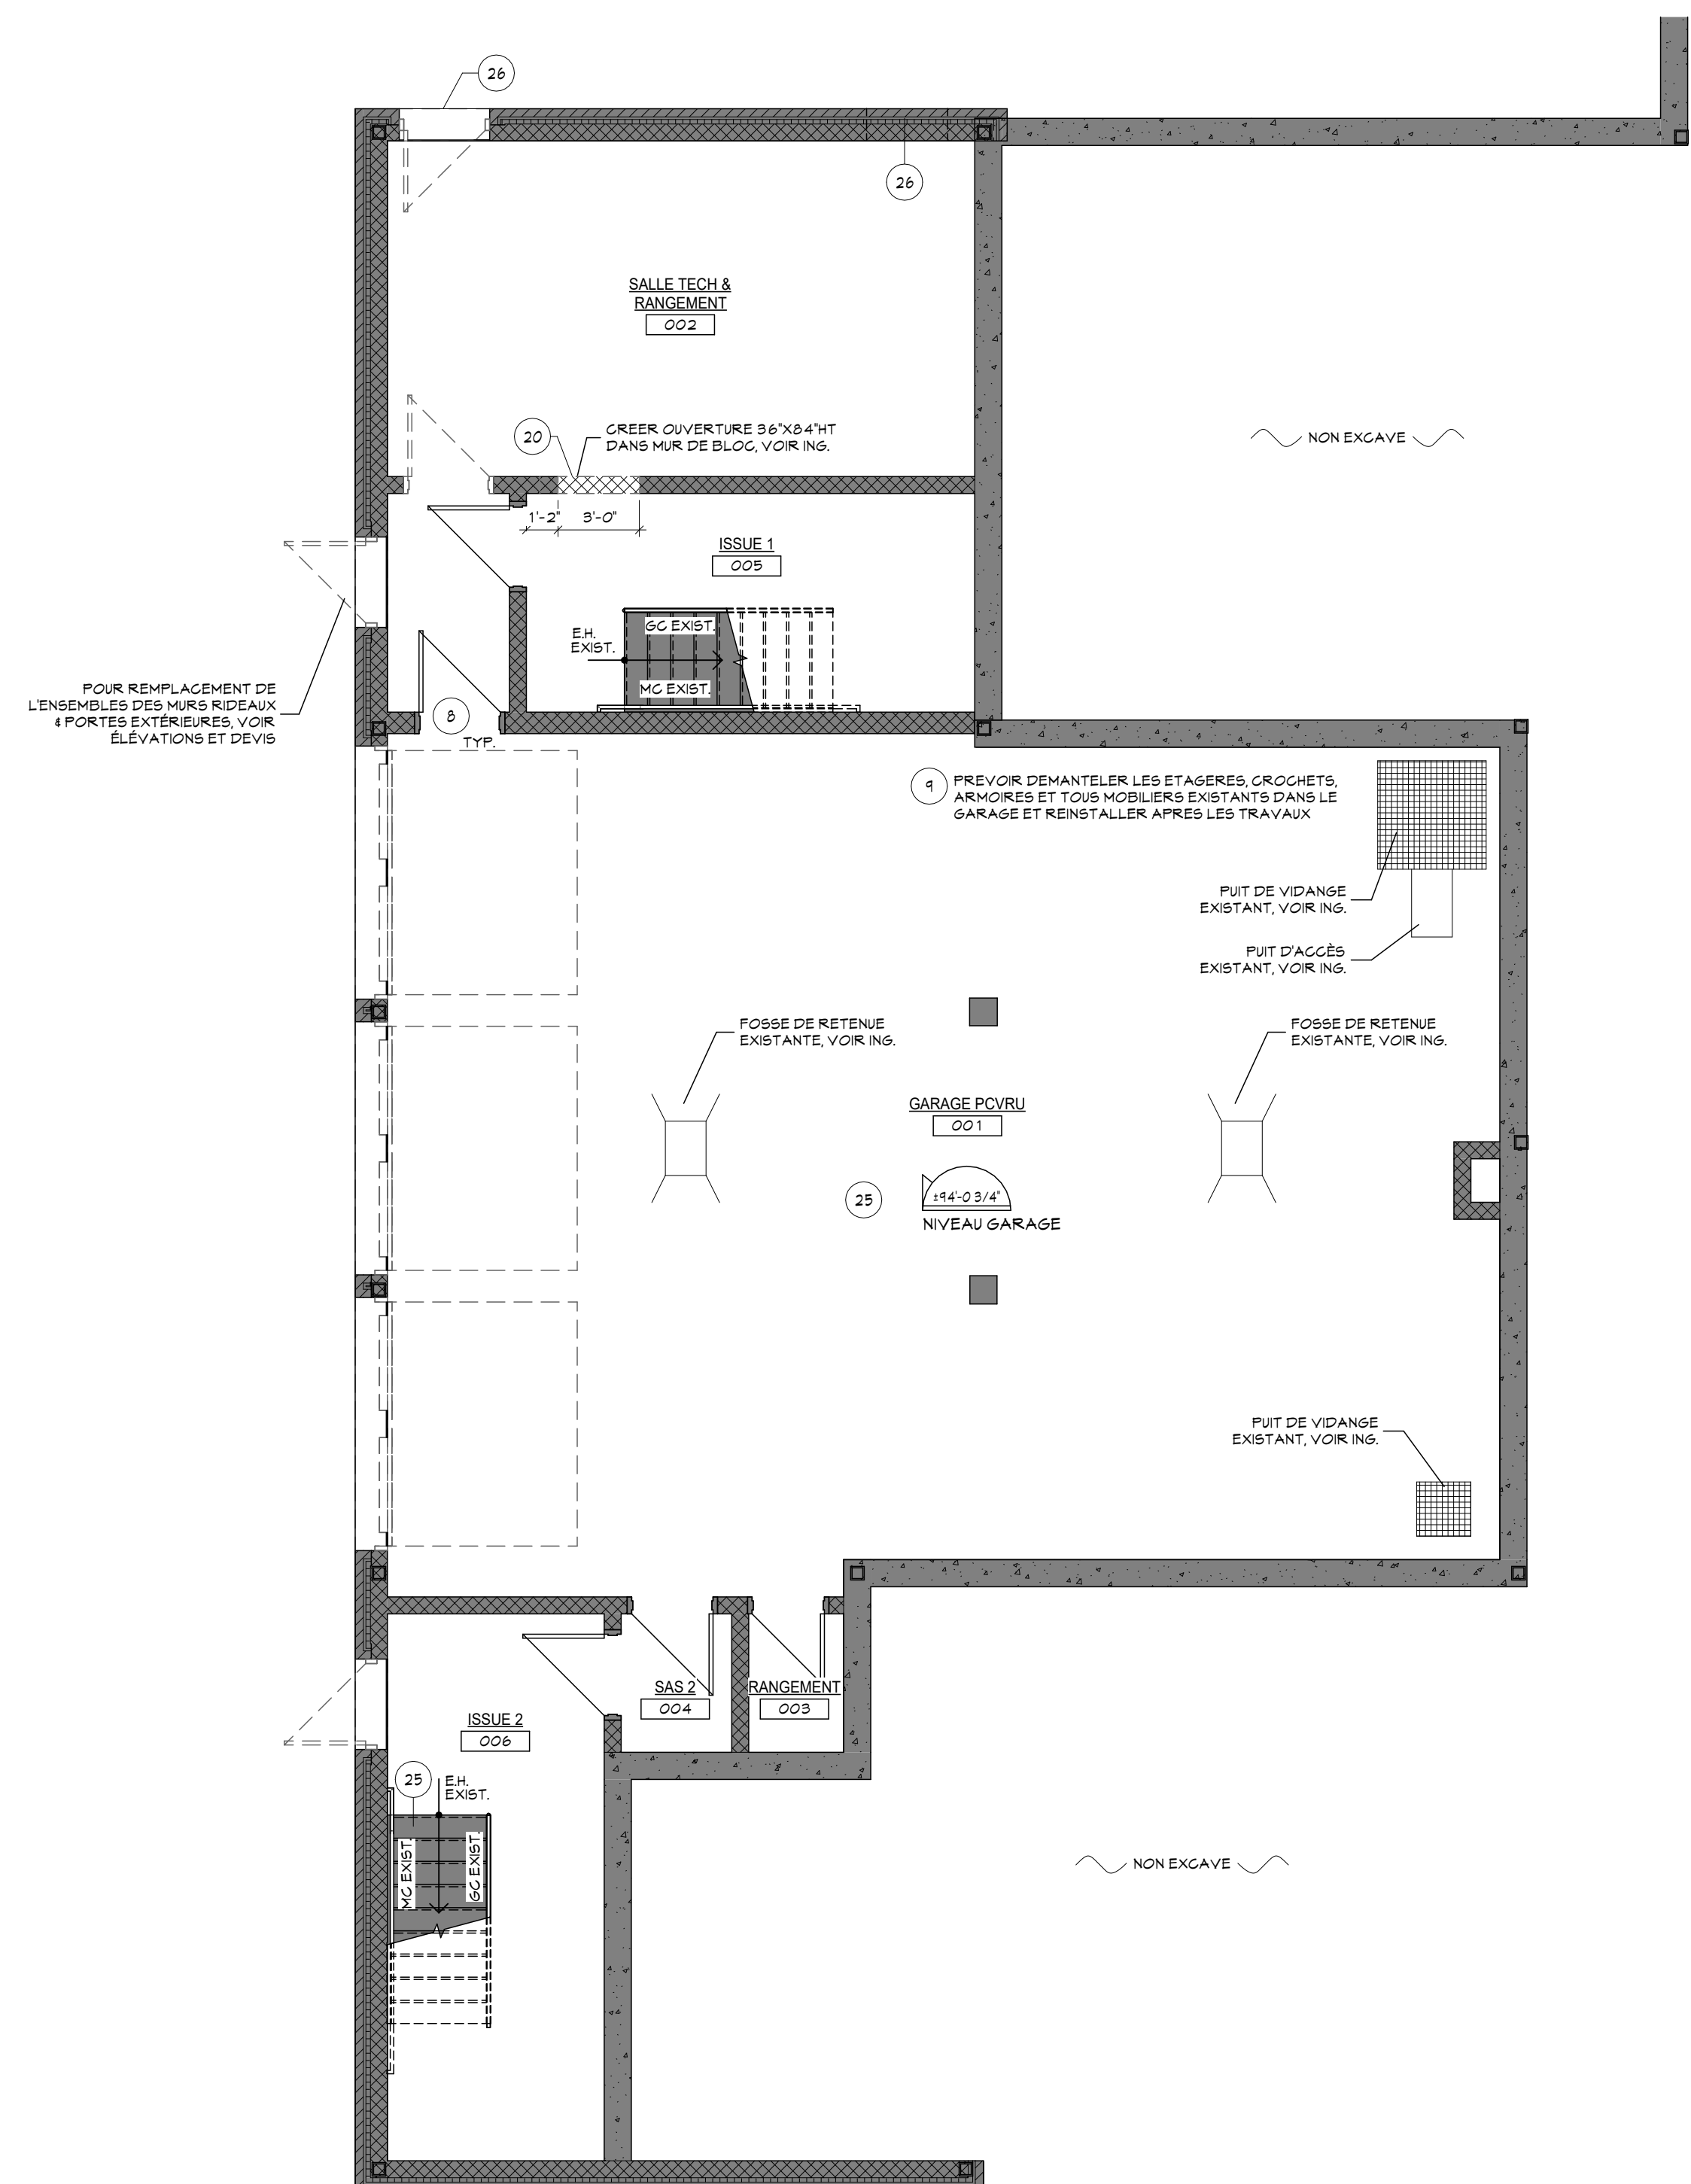 26
26
SALLE TECH &
RANGEMENT
002
20
CREER OUVERTURE 36"X84"HT
DANS MUR DE BLOC, VOIR ING.
NON EXCAVE
1'-2"
3'-0"
ISSUE 1
005
E.H.
EXIST.
GC EXIST.
MC EXIST.
POUR REMPLACEMENT DE
L'ENSEMBLES DES MURS RIDEAUX
& PORTES EXTÉRIEURES, VOIR
ÉLÉVATIONS ET DEVIS
8
TYP.
9
PREVOIR DEMANTELER LES ETAGERES, CROCHETS,
ARMOIRES ET TOUS MOBILIERS EXISTANTS DANS LE
GARAGE ET REINSTALLER APRES LES TRAVAUX
PUIT DE VIDANGE
EXISTANT, VOIR ING.
PUIT D'ACCÈS
EXISTANT, VOIR ING.
FOSSE DE RETENUE
EXISTANTE, VOIR ING.
FOSSE DE RETENUE
EXISTANTE, VOIR ING.
GARAGE PCVRU
001
25
±94'-0 3/4"
NIVEAU GARAGE
PUIT DE VIDANGE
EXISTANT, VOIR ING.
SAS 2
004
RANGEMENT
003
ISSUE 2
006
25
E.H.
EXIST.
MC EXIST.
GC EXIST.
NON EXCAVE